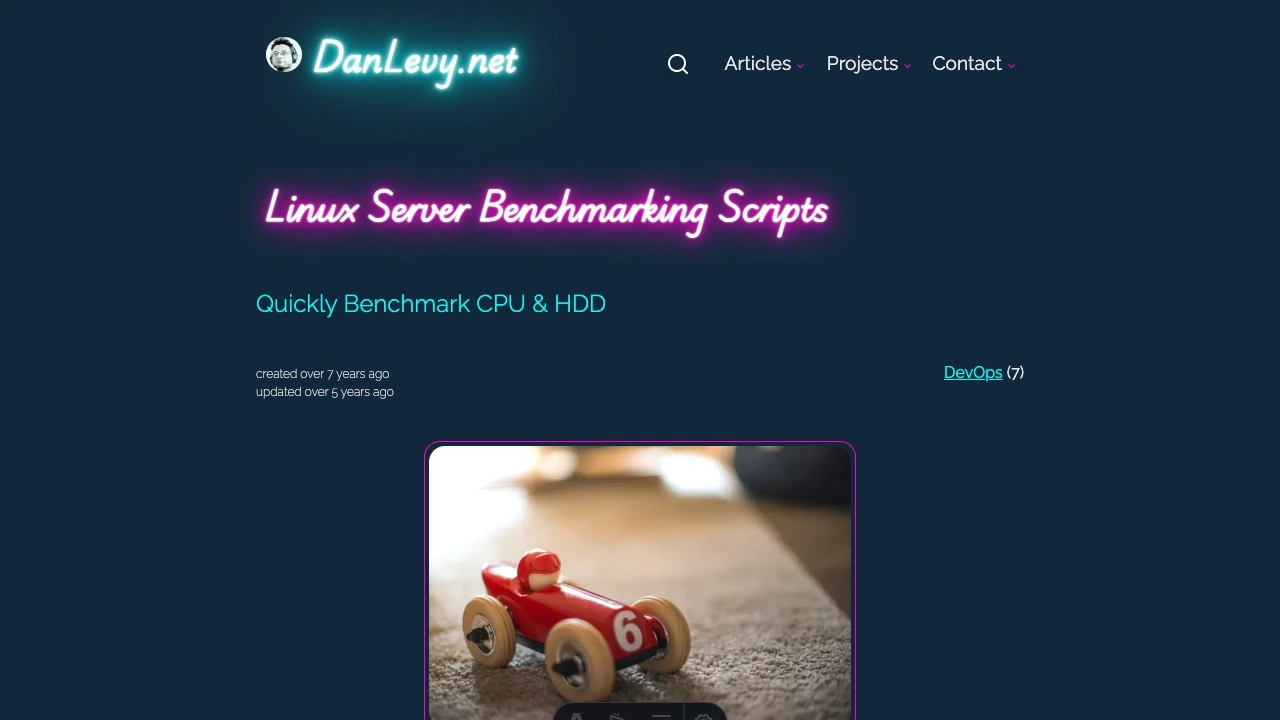 DanLevy.net
Articles Projects Contact
Linux Server Benchmarking Scripts
Quickly Benchmark CPU & HDD
created over 7 years ago
updated over 5 years ago
DevOps (7)
6